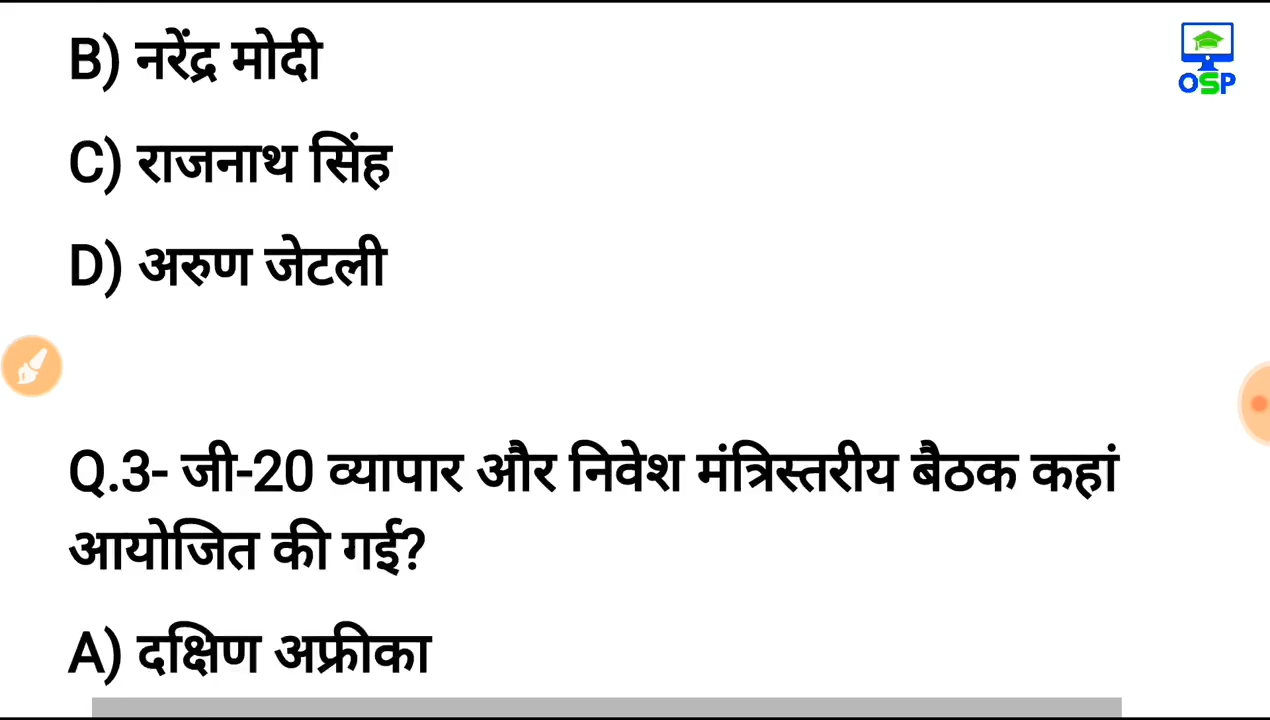 B) नरेंद्र मोदी
OSP
C) राजनाथ सिंह
D) अरुण जेटली
Q.3- जी-20 व्यापार और निवेश मंत्रिस्तरीय बैठक कहां
आयोजित की गई?
A) दक्षिण अफ्रीका